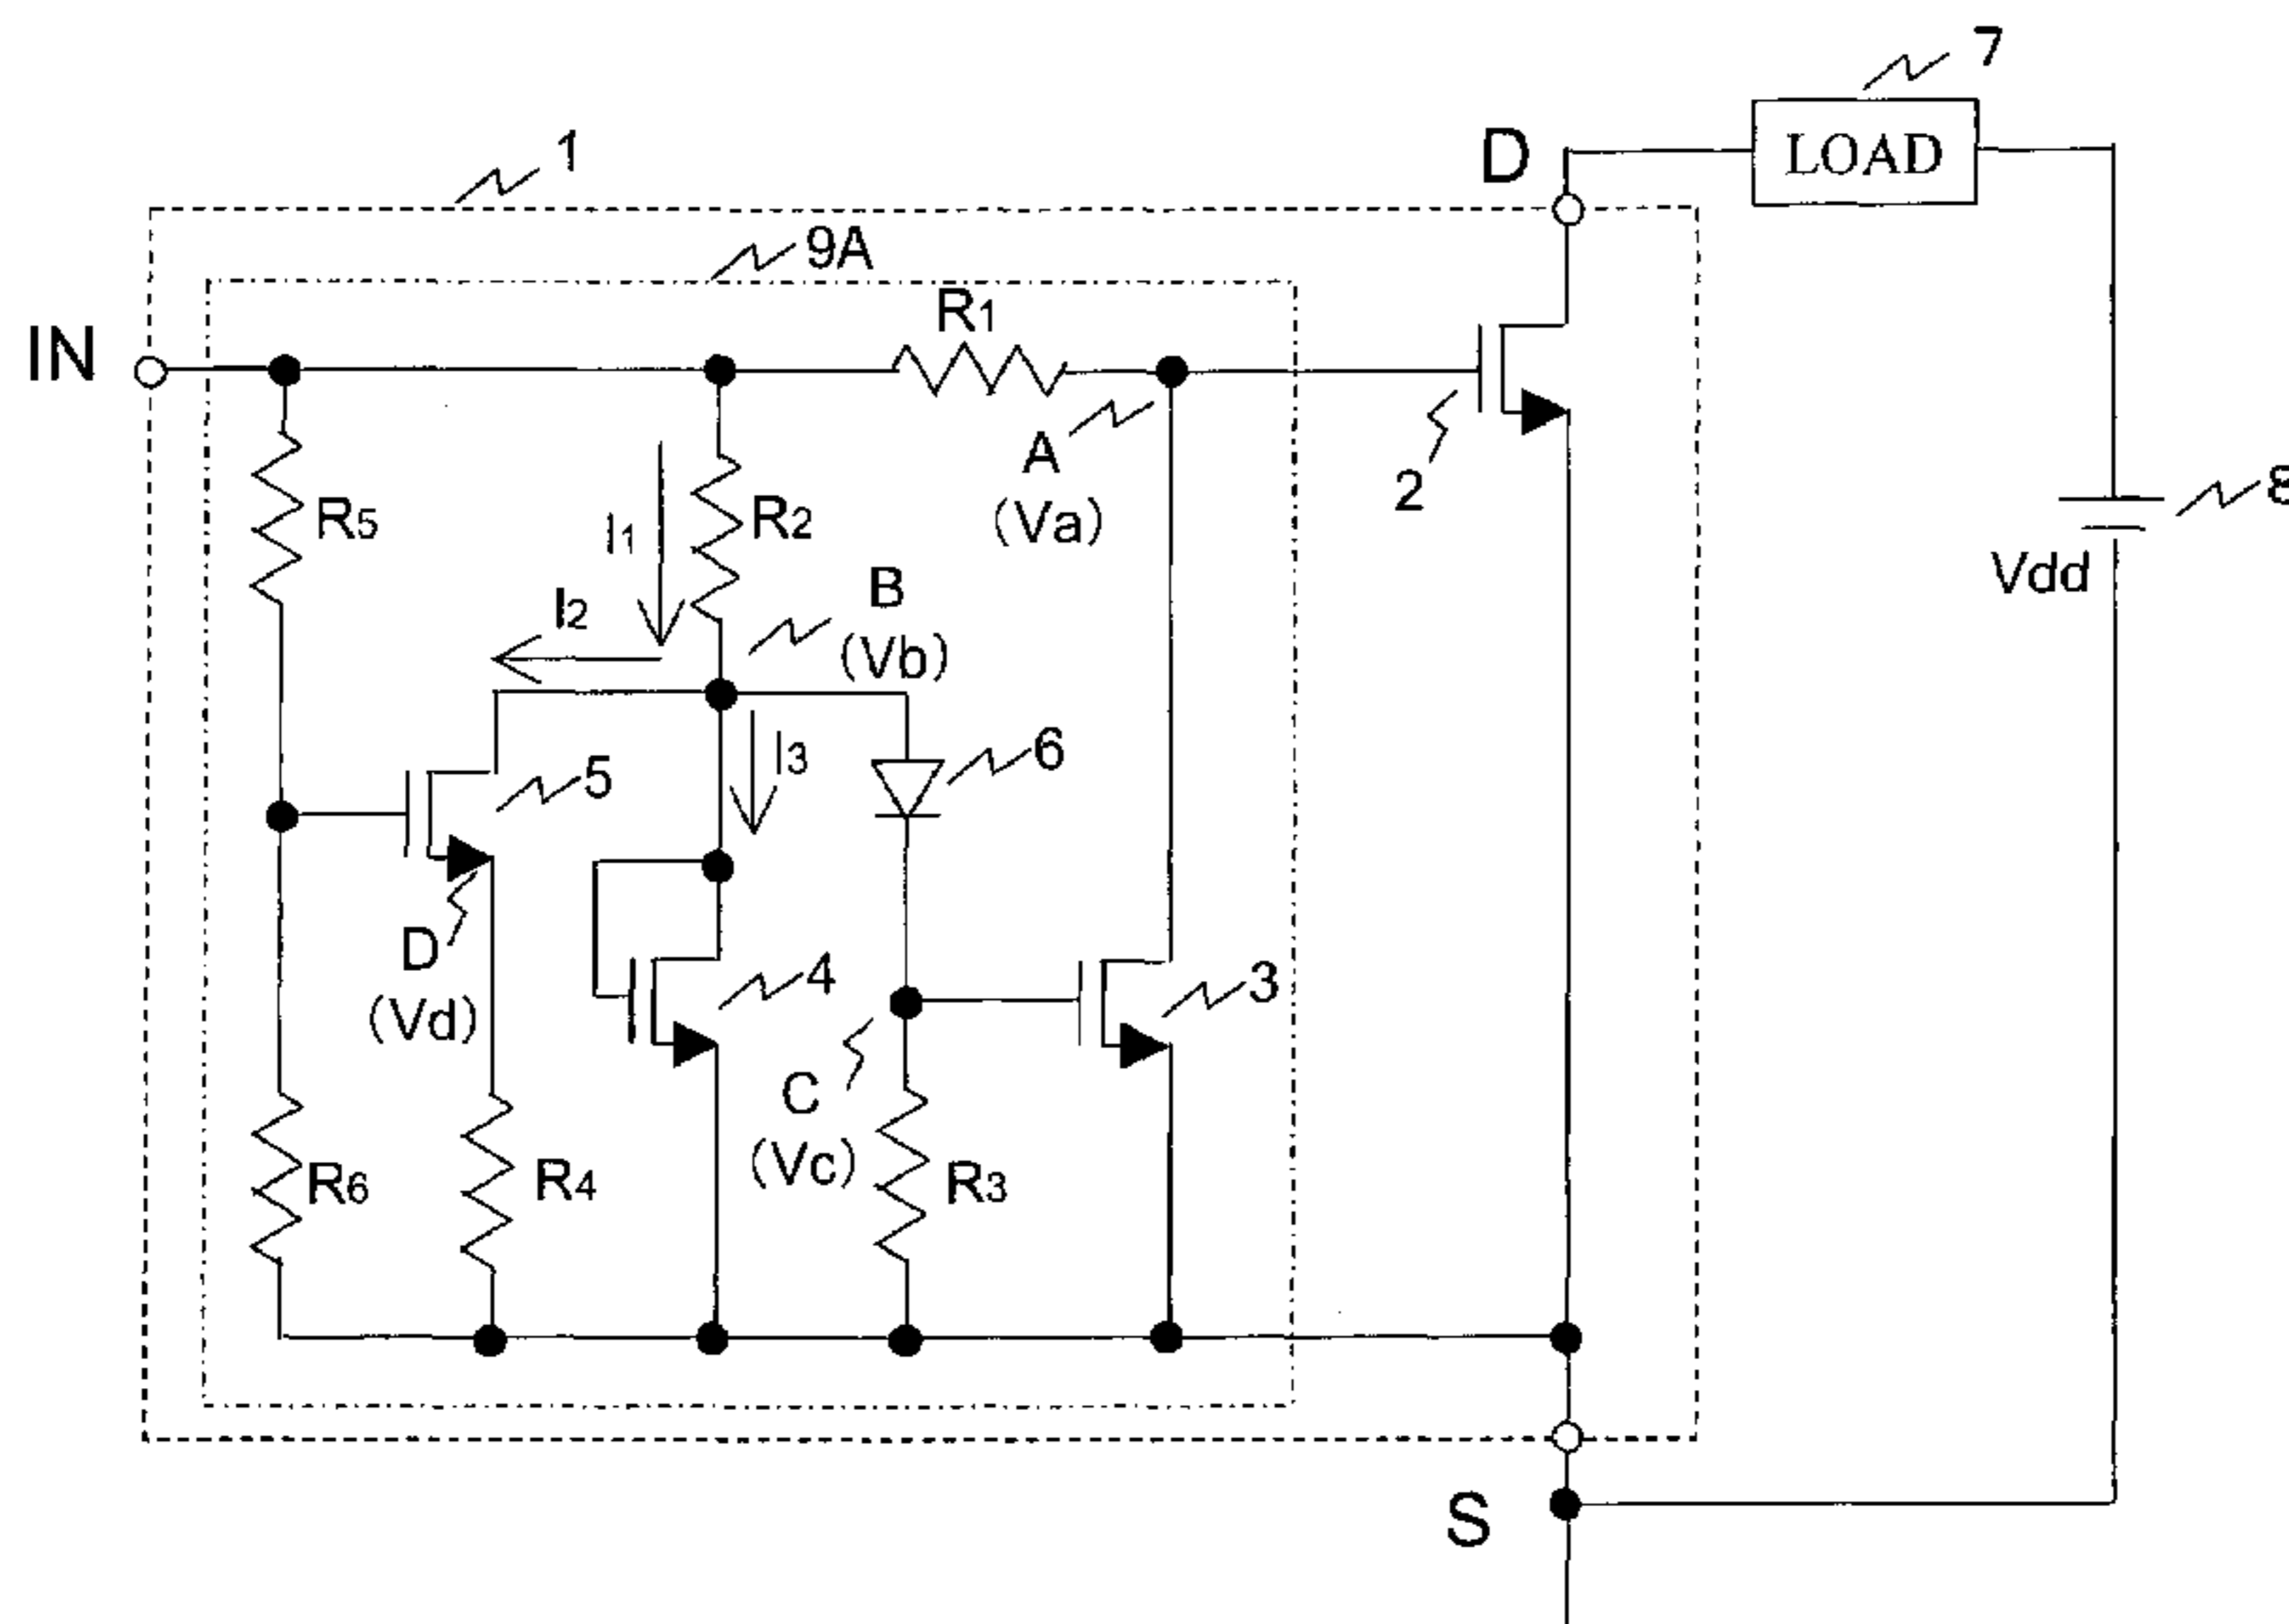 7
1
D
LOAD
9A
R1
IN
A
(Va)
2
8
R5
I1
R2
Vdd
B
(Vb)
I2
I3
6
5
D
(Vd)
4
3
C
(Vc)
R6
R4
R3
S